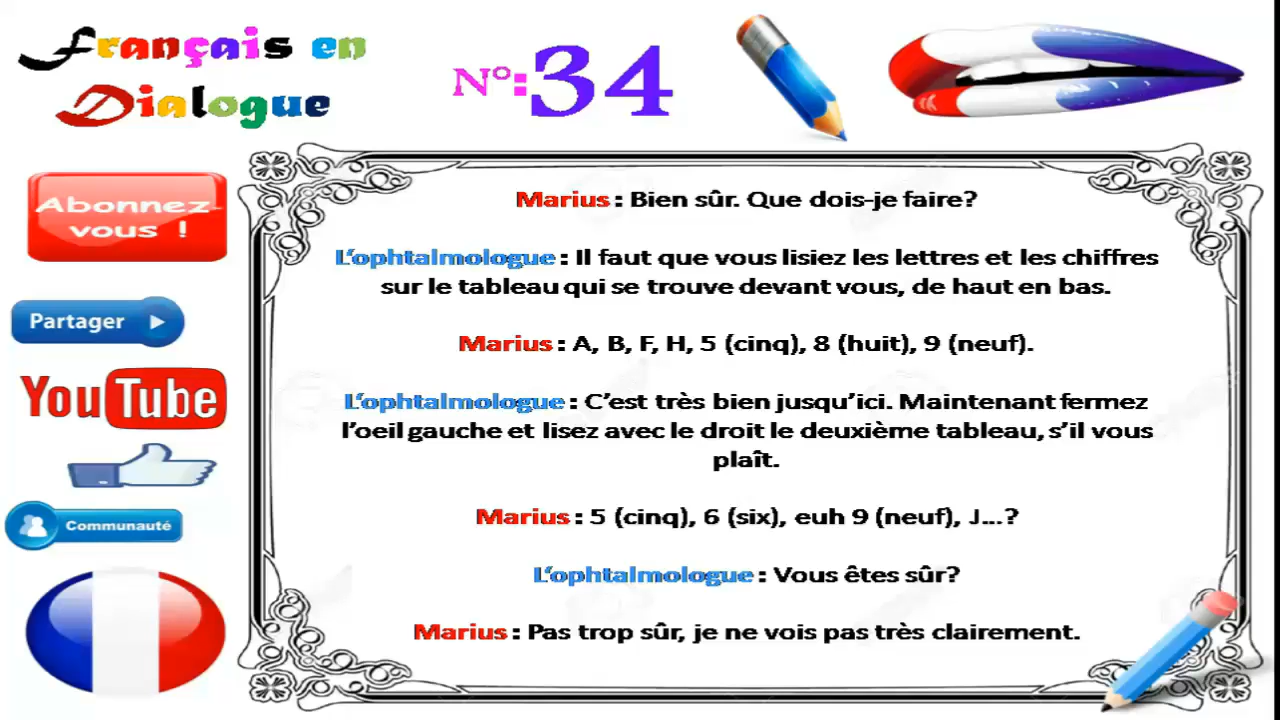 Français en
Dialogue
N°:34
Abonnez-
vous !
Partager
YouTube
Communauté
Marius : Bien sûr. Que dois-je faire?
L'ophtalmologue : Il faut que vous lisiez les lettres et les chiffres
sur le tableau qui se trouve devant vous, de haut en bas.
Marius : A, B, F, H, 5 (cinq), 8 (huit), 9 (neuf).
L'ophtalmologue : C'est très bien jusqu'ici. Maintenant fermez
l'oeil gauche et lisez avec le droit le deuxième tableau, s'il vous
plaît.
Marius : 5 (cinq), 6 (six), euh 9 (neuf), J...?
L'ophtalmologue : Vous êtes sûr?
Marius : Pas trop sûr, je ne vois pas très clairement.